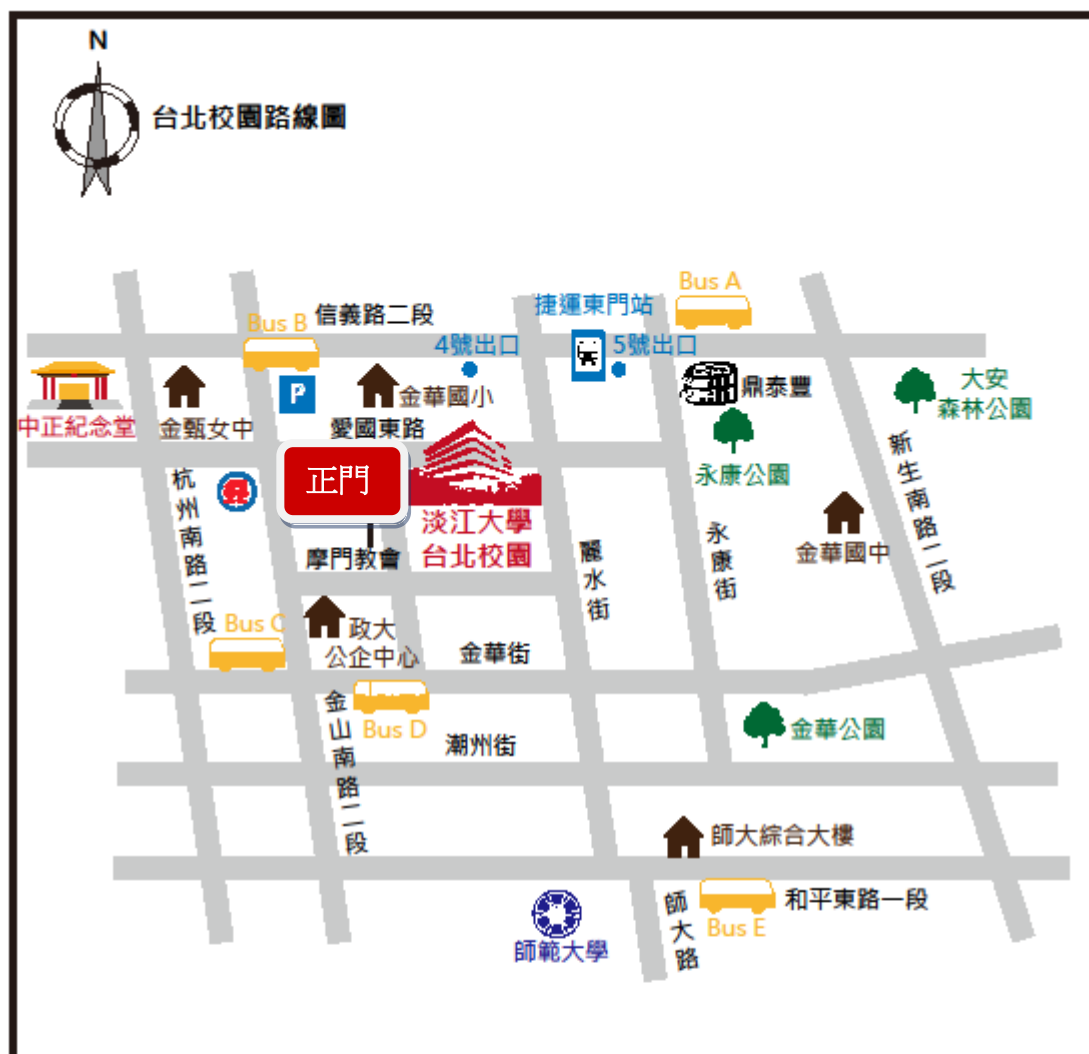 N
台北校園路線圖
Bus A
捷運東門站
信義路二段
Bus B
4號出口
5號出口
P
鼎泰豐
大安
森林公園
金華國小
中正紀念堂
金甌女中
愛國東路
永康公園
新生南路二段
正門
杭州南路二段
淡江大學
台北校園
永康街
麗水街
金華國中
摩門教會
Bus C
政大
公企中心
金華街
金山南路二段
Bus D
潮州街
金華公園
師大綜合大樓
師大路
和平東路一段
Bus E
師範大學